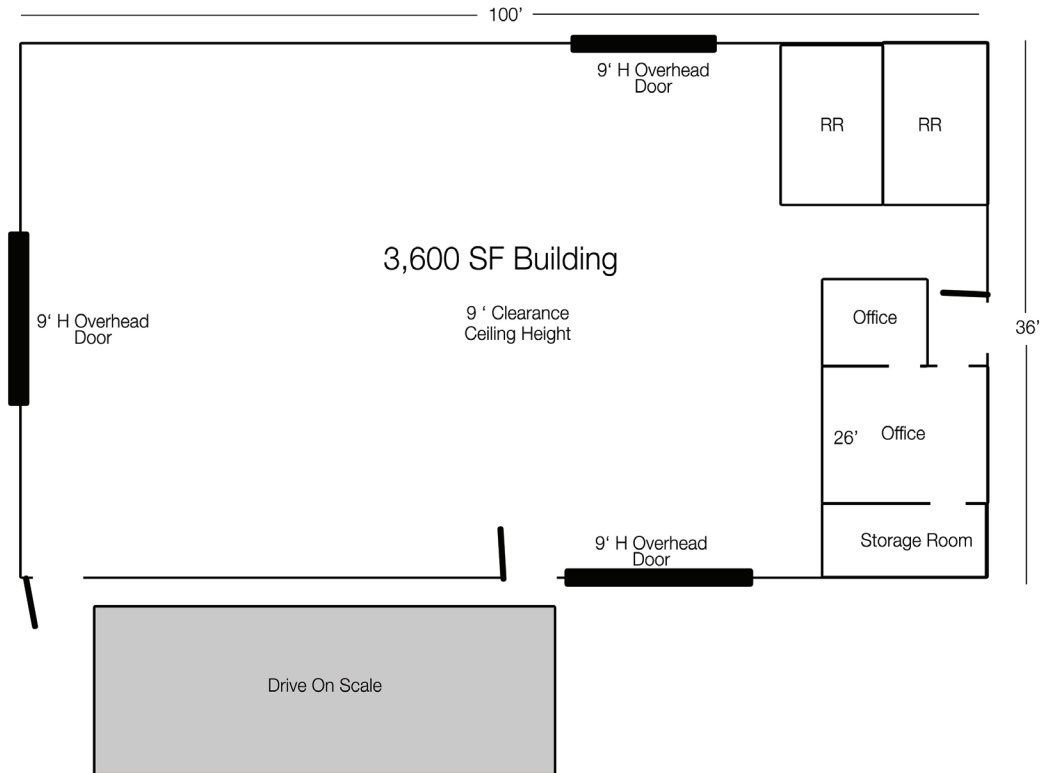 100‘
9‘ H Overhead
Door
RR
RR
3,600 SF Building
9 ‘ Clearance
Ceiling Height
9‘ H Overhead
Door
Office
36’
26’
Office
9‘ H Overhead
Door
Storage Room
Drive On Scale